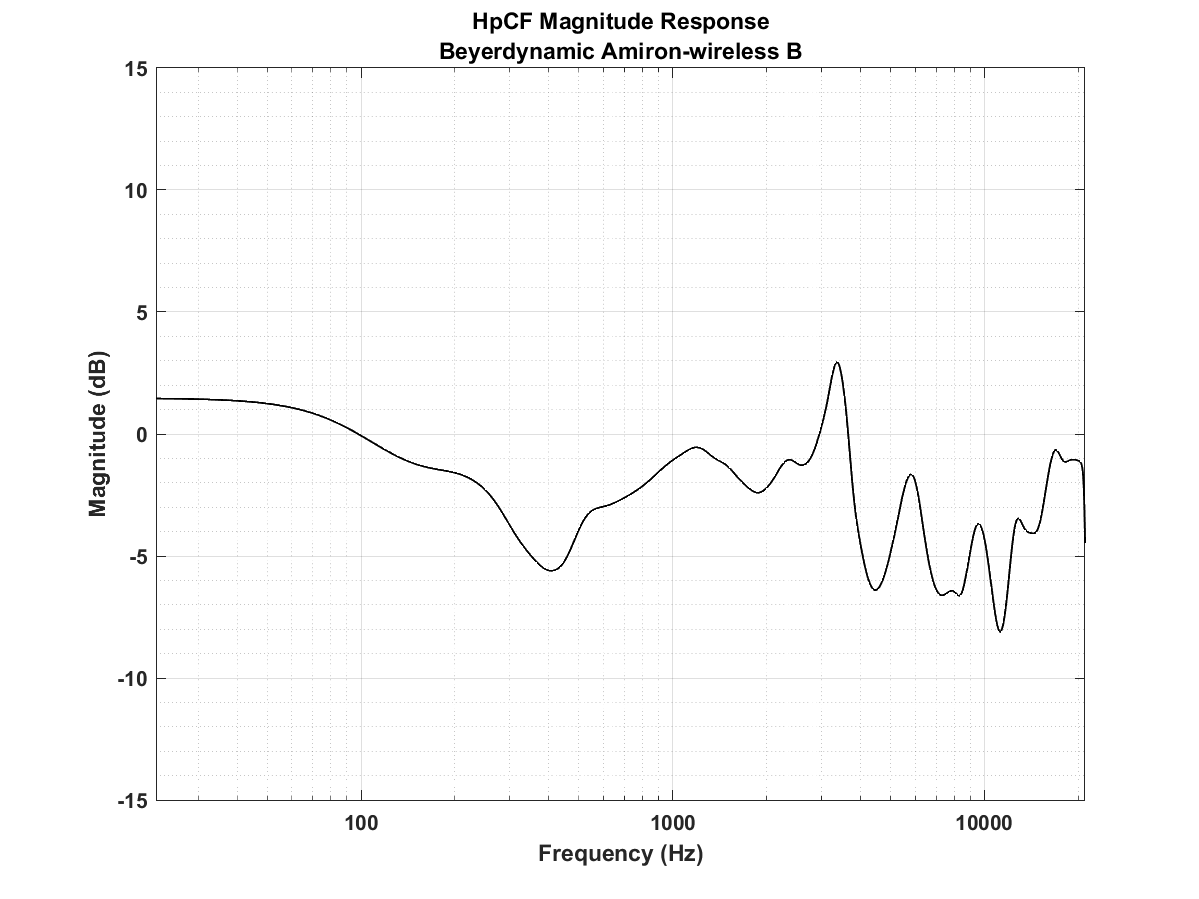 HpCF Magnitude Response
Beyerdynamic Amiron-wireless B
15
10
5
0
-5
-10
-15
Magnitude (dB)
100
1000
10000
Frequency (Hz)